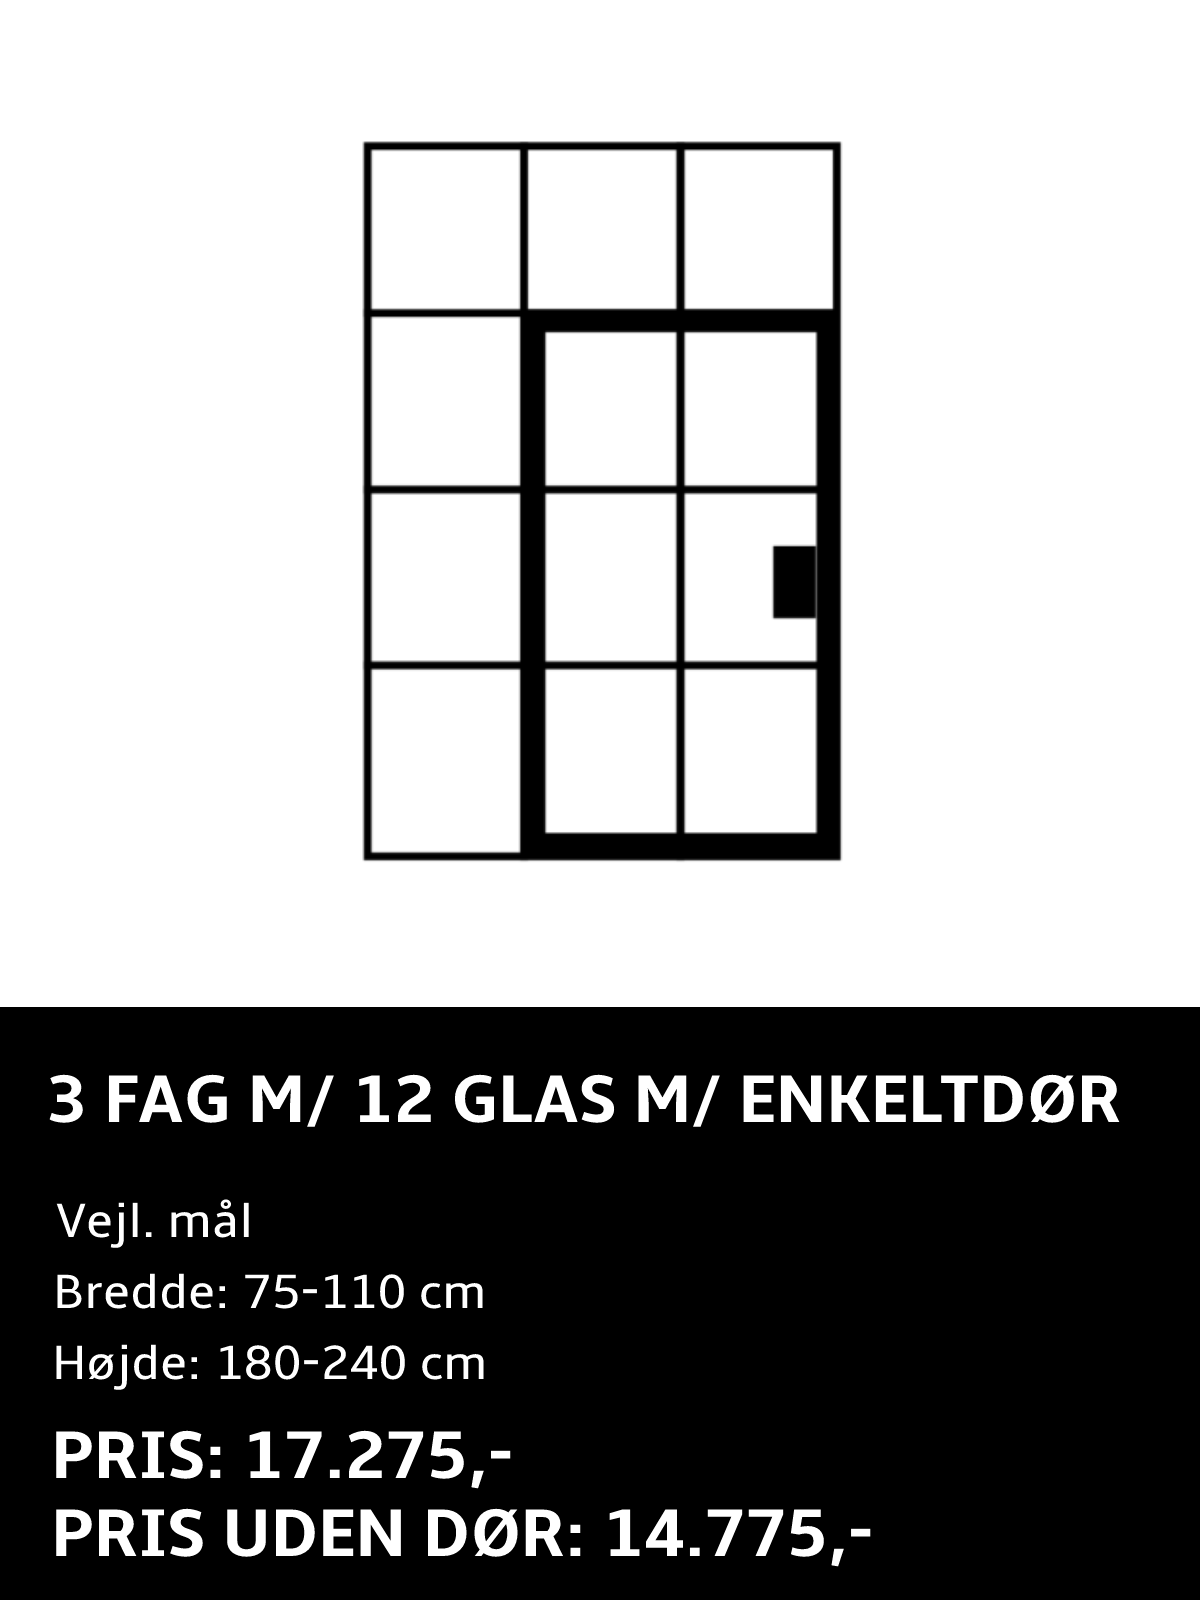 3 FAG M/ 12 GLAS M/ ENKELTDØR
Vejl. mål
Bredde: 75-110 cm
Højde: 180-240 cm
PRIS: 17.275,-
PRIS UDEN DØR: 14.775,-